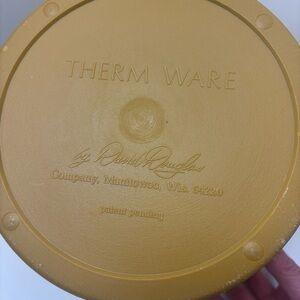 THERM WARE
by David Douglas
Company, Manitowoc, Wis. 54220
patent pending